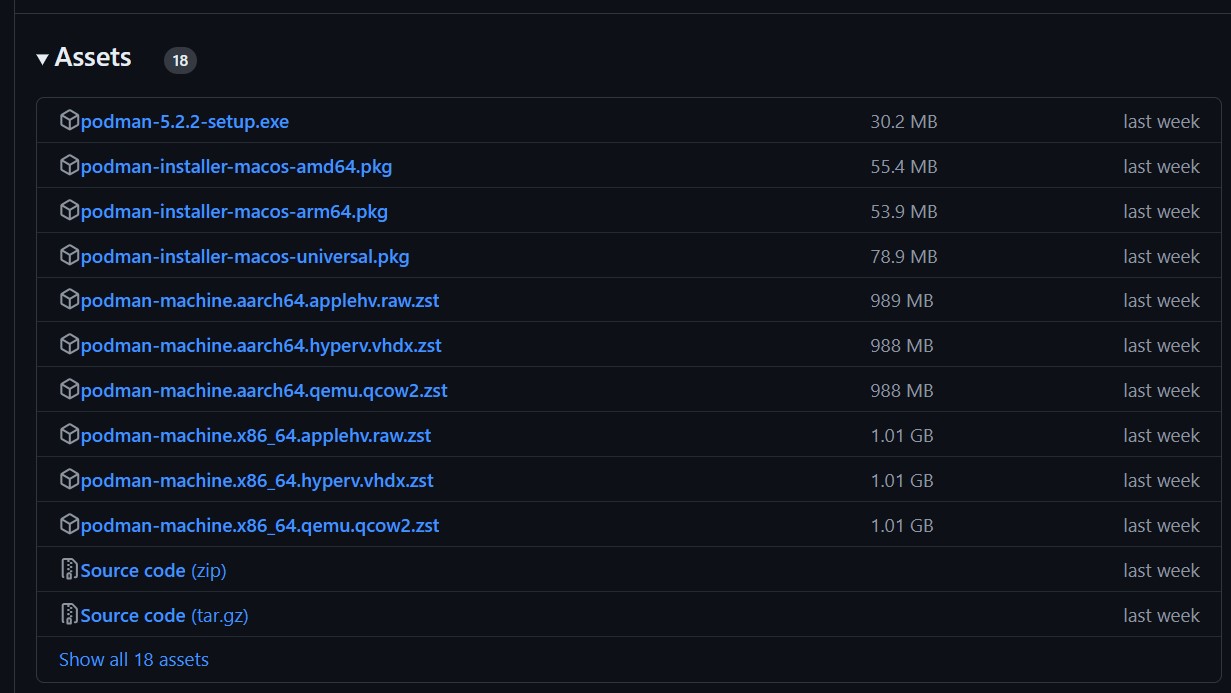 Assets 18
podman-5.2.2-setup.exe 30.2 MB last week
podman-installer-macos-amd64.pkg 55.4 MB last week
podman-installer-macos-arm64.pkg 53.9 MB last week
podman-installer-macos-universal.pkg 78.9 MB last week
podman-machine.aarch64.applehv.raw.zst 989 MB last week
podman-machine.aarch64.hyperv.vhdx.zst 988 MB last week
podman-machine.aarch64.qemu.qcow2.zst 988 MB last week
podman-machine.x86_64.applehv.raw.zst 1.01 GB last week
podman-machine.x86_64.hyperv.vhdx.zst 1.01 GB last week
podman-machine.x86_64.qemu.qcow2.zst 1.01 GB last week
Source code (zip) last week
Source code (tar.gz) last week
Show all 18 assets